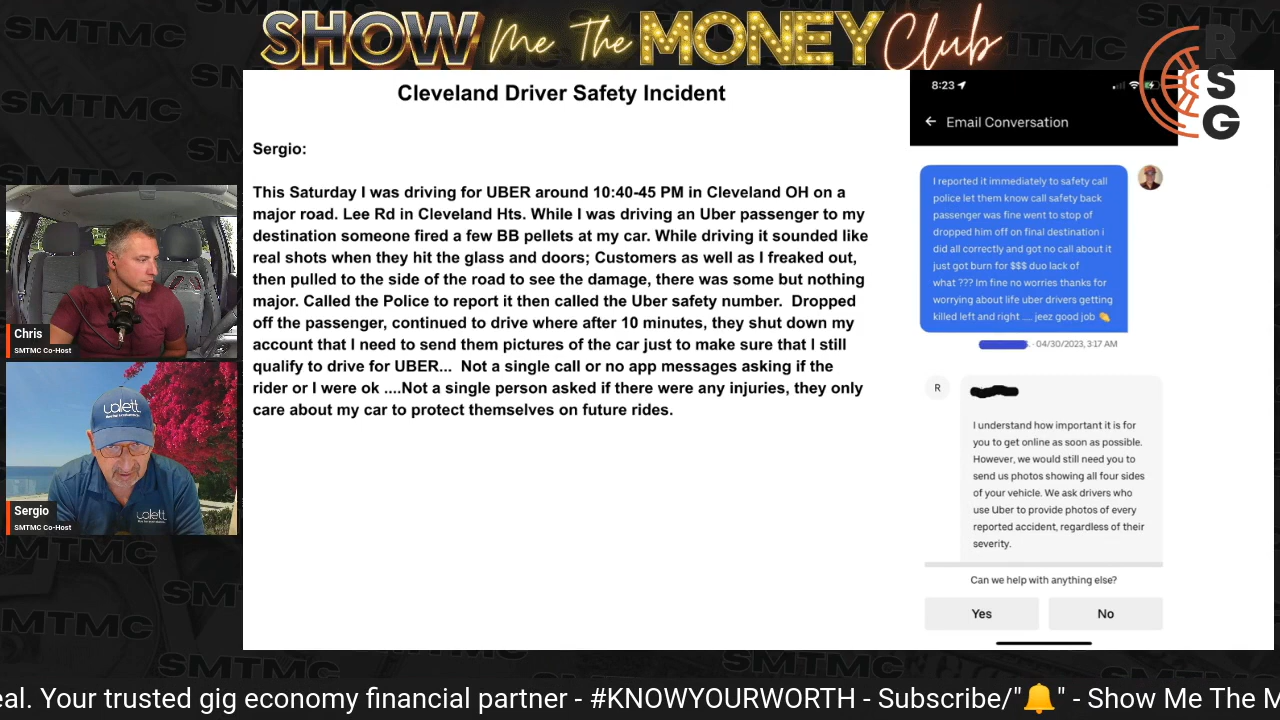 SHOW Me The MONEY Club
RSG
Cleveland Driver Safety Incident
Sergio:
This Saturday I was driving for UBER around 10:40-45 PM in Cleveland OH on a
major road. Lee Rd in Cleveland Hts. While I was driving an Uber passenger to my
destination someone fired a few BB pellets at my car. While driving it sounded like
real shots when they hit the glass and doors; Customers as well as I freaked out,
then pulled to the side of the road to see the damage, there was some but nothing
major. Called the Police to report it then called the Uber safety number.  Dropped
off the passenger, continued to drive where after 10 minutes, they shut down my
account that I need to send them pictures of the car just to make sure that I still
qualify to drive for UBER...  Not a single call or no app messages asking if the
rider or I were ok ....Not a single person asked if there were any injuries, they only
care about my car to protect themselves on future rides.
8:23
← Email Conversation
I reported it immediately to safety call
police let them know call safety back
passenger was fine went to stop of
dropped him off on final destination i
did all correctly and got no call about it
just got burn for $$$ duo lack of
what ??? Im fine no worries thanks for
worrying about life uber drivers getting
killed left and right .... jeez good job 👏
- 04/30/2023, 3:17 AM
R
I understand how important it is for
you to get online as soon as possible.
However, we would still need you to
send us photos showing all four sides
of your vehicle. We ask drivers who
use Uber to provide photos of every
reported accident, regardless of their
severity.
Can we help with anything else?
Yes
No
Chris
SMTMC Co-Host
ualett
ualett
Sergio
SMTMC Co-Host
SMTMC
SMTMC
SMTMC
SMTMC
SMTMC
SMTMC
eal. Your trusted gig economy financial partner - #KNOWYOURWORTH - Subscribe/"🔔" - Show Me The M